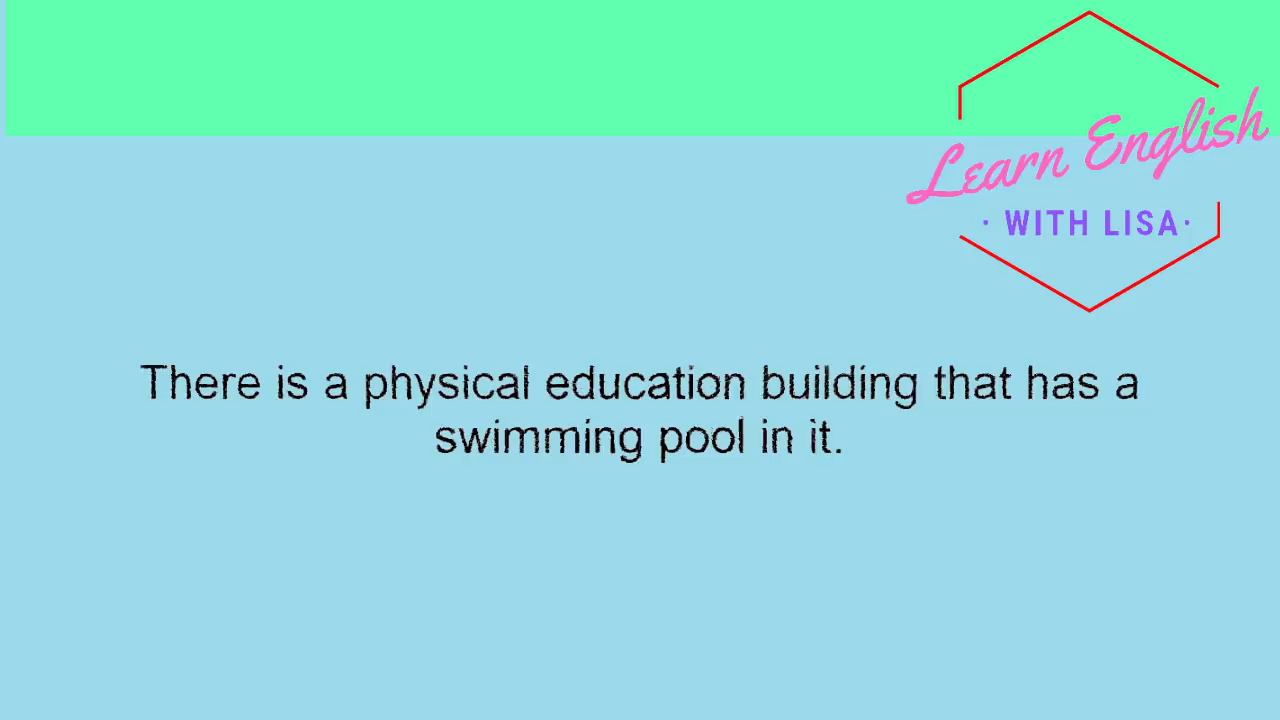 Learn English
· WITH LISA·
There is a physical education building that has a
swimming pool in it.